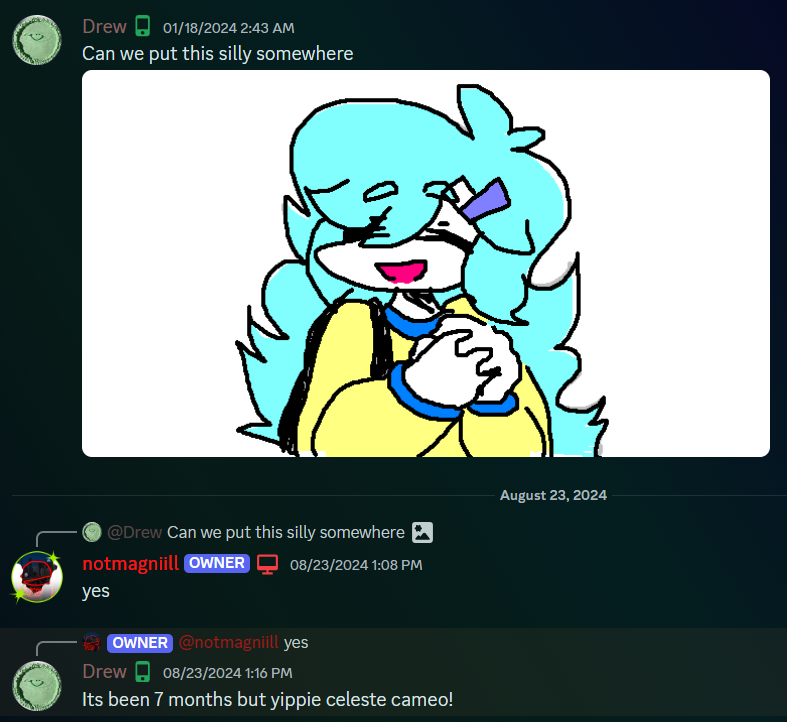 Drew 01/18/2024 2:43 AM
Can we put this silly somewhere
August 23, 2024
@Drew Can we put this silly somewhere
notmagniill OWNER 08/23/2024 1:08 PM
yes
OWNER @notmagniill yes
Drew 08/23/2024 1:16 PM
Its been 7 months but yippie celeste cameo!